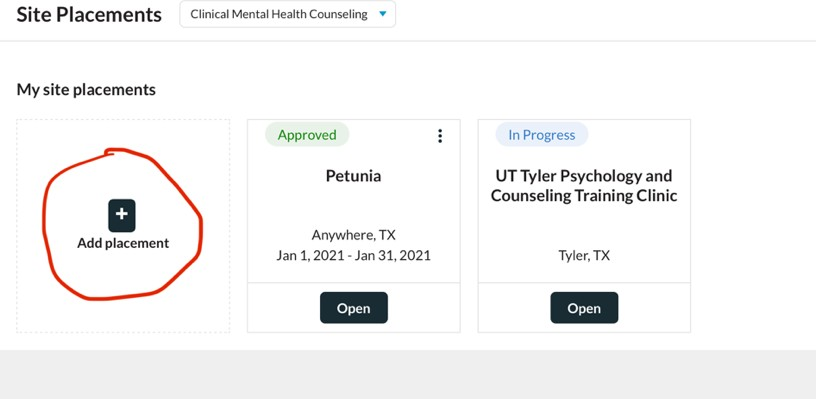 Site Placements
Clinical Mental Health Counseling
My site placements
Add placement
Approved
Petunia
Anywhere, TX
Jan 1, 2021 - Jan 31, 2021
Open
In Progress
UT Tyler Psychology and
Counseling Training Clinic
Tyler, TX
Open